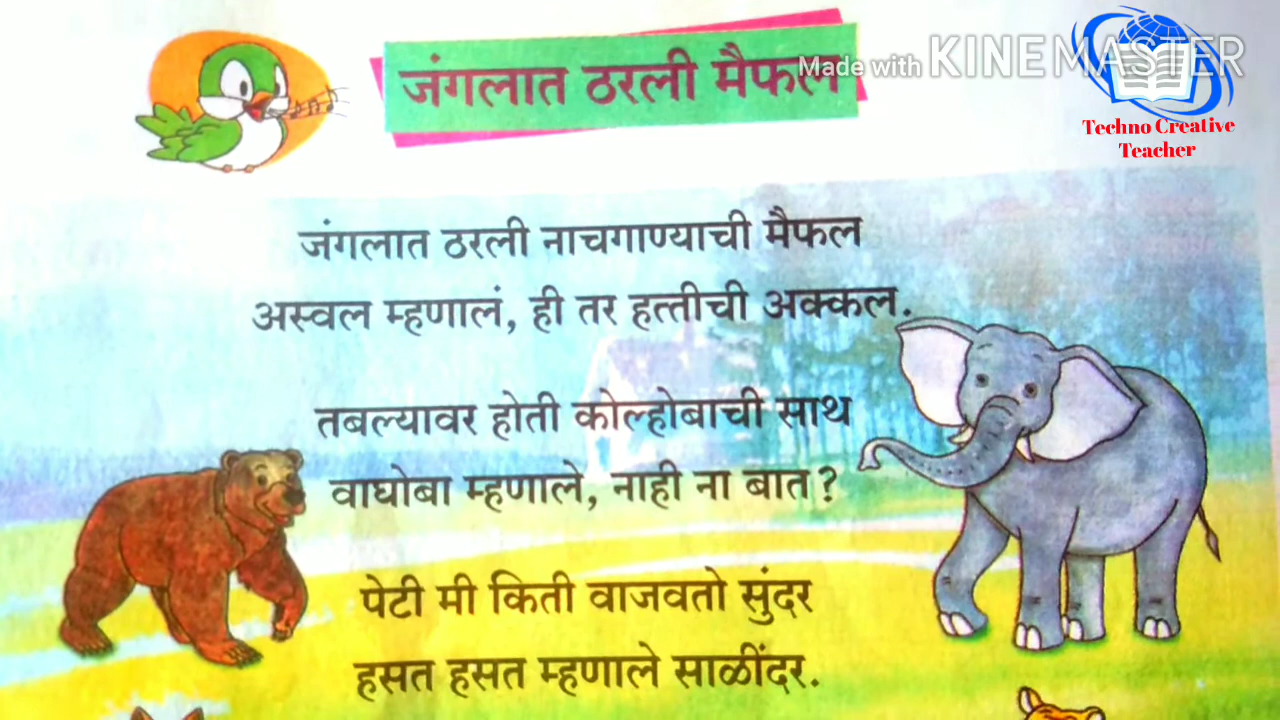 जंगलात ठरली मैफल
Made with KINEMASTER
Techno Creative
Teacher
जंगलात ठरली नाचगाण्याची मैफल
अस्वल म्हणालं, ही तर हत्तीची अक्कल.
तबल्यावर होती कोल्होबाची साथ
वाघोबा म्हणाले, नाही ना बात?
पेटी मी किती वाजवतो सुंदर
हसत हसत म्हणाले साळींदर.